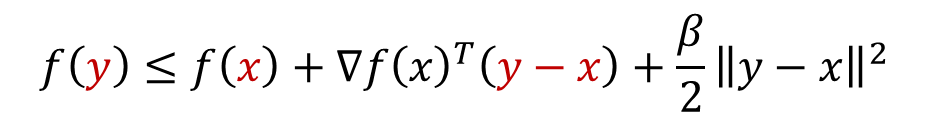 f(y) ≤ f(x) + ∇f(x)^T(y − x) + β/2 ‖y − x‖²